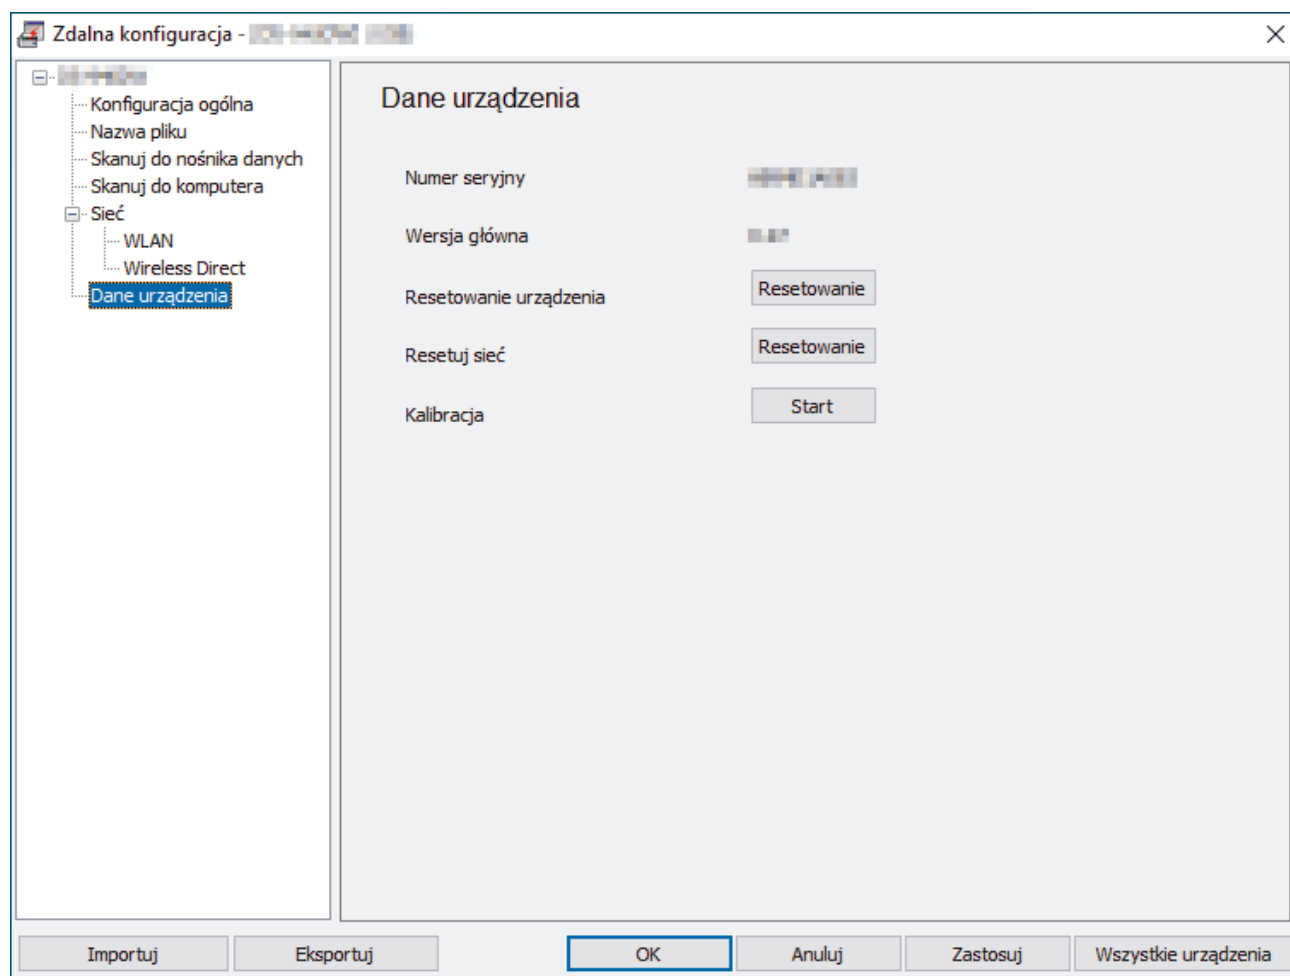 Zdalna konfiguracja -
Konfiguracja ogólna
Nazwa pliku
Skanuj do nośnika danych
Skanuj do komputera
Sieć
WLAN
Wireless Direct
Dane urządzenia
Dane urządzenia
Numer seryjny
Wersja główna
Resetowanie urządzenia Resetowanie
Resetuj sieć Resetowanie
Kalibracja Start
Importuj Eksportuj OK Anuluj Zastosuj Wszystkie urządzenia